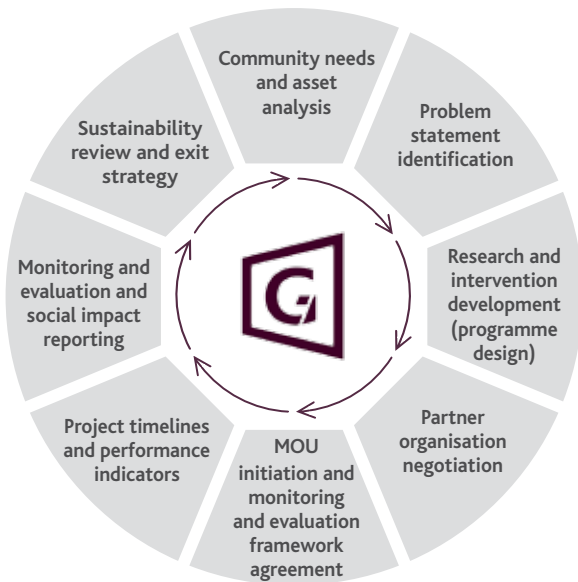 Community needs
and asset
analysis
Problem
statement
identification
Research and
intervention
development
(programme
design)
Partner
organisation
negotiation
MOU
initiation and
monitoring
and evaluation
framework
agreement
Project timelines
and performance
indicators
Monitoring and
evaluation and
social impact
reporting
Sustainability
review and exit
strategy
G